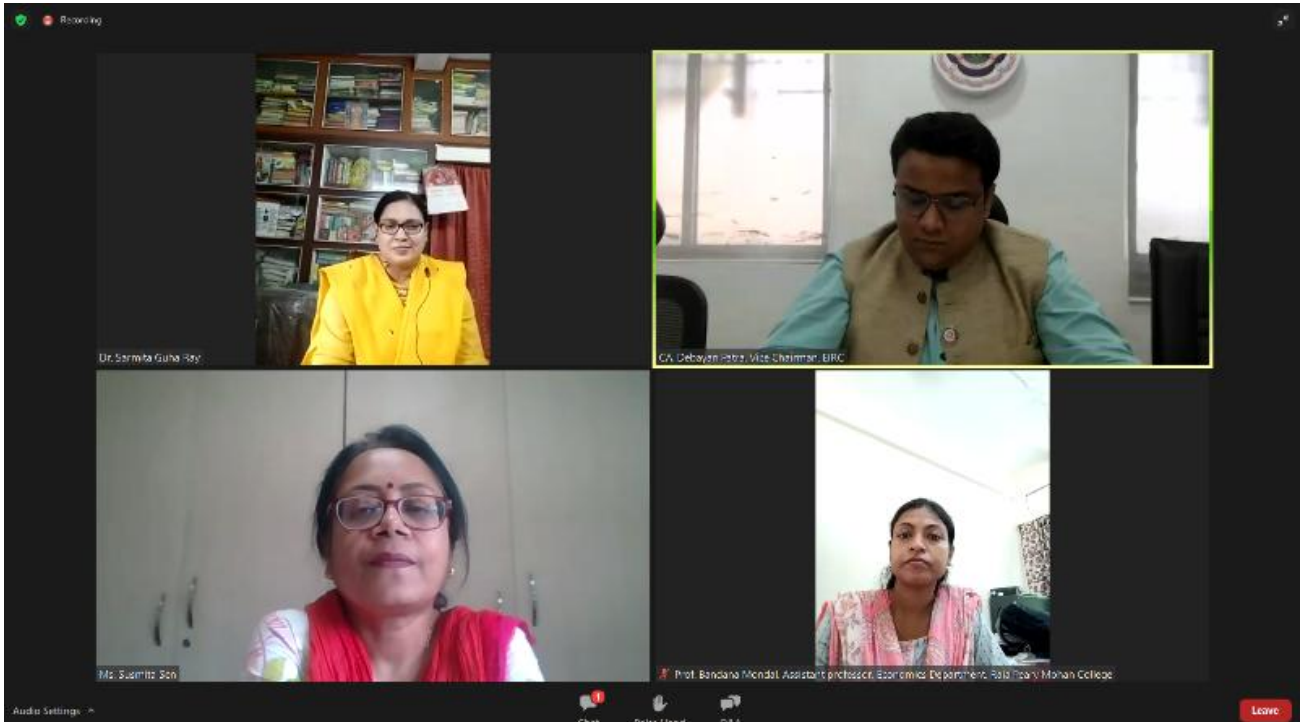 Recording
Dr. Sarmita Guha Ray
CA. Debayan Patra, Vice Chairman, EIRC
Ms. Susmita Sen
Prof. Bandana Mondal, Assistant professor, Economics Department, Raja Peary Mohan College
Audio Settings
1
Chat
Raise Hand
Q&A
Leave